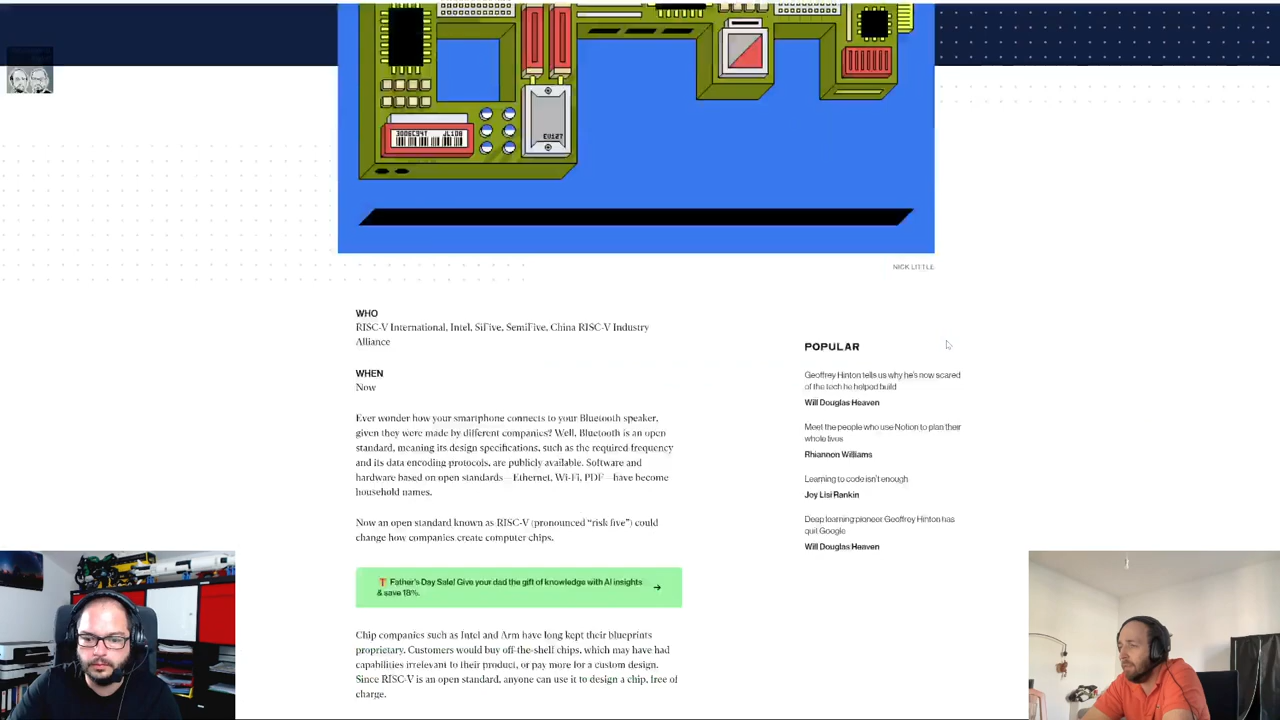 3006C94T JL108
EU127
NICK LITTLE
WHO
RISC-V International, Intel, SiFive, SemiFive, China RISC-V Industry
Alliance
WHEN
Now
Ever wonder how your smartphone connects to your Bluetooth speaker,
given they were made by different companies? Well, Bluetooth is an open
standard, meaning its design specifications, such as the required frequency
and its data encoding protocols, are publicly available. Software and
hardware based on open standards—Ethernet, Wi-Fi, PDF—have become
household names.
Now an open standard known as RISC-V (pronounced “risk five”) could
change how companies create computer chips.
Father's Day Sale! Give your dad the gift of knowledge with AI insights
& save 18%.
Chip companies such as Intel and Arm have long kept their blueprints
proprietary. Customers would buy off-the-shelf chips, which may have had
capabilities irrelevant to their product, or pay more for a custom design.
Since RISC-V is an open standard, anyone can use it to design a chip, free of
charge.
POPULAR
Geoffrey Hinton tells us why he's now scared
of the tech he helped build
Will Douglas Heaven
Meet the people who use Notion to plan their
whole lives
Rhiannon Williams
Learning to code isn't enough
Joy Lisi Rankin
Deep learning pioneer Geoffrey Hinton has
quit Google
Will Douglas Heaven